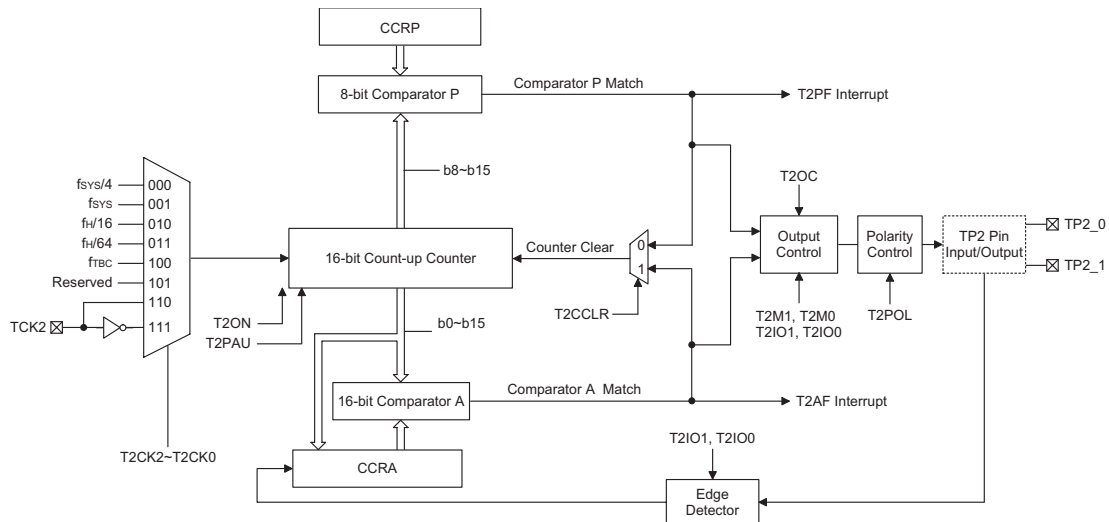 CCRP
8-bit Comparator P
Comparator P Match
T2PF Interrupt
b8~b15
fSYS/4
000
fSYS
001
fH/16
010
fH/64
011
fTBC
100
Reserved
101
110
TCK2
111
T2CK2~T2CK0
16-bit Count-up Counter
T2ON
T2PAU
Counter Clear
0
1
T2CCLR
b0~b15
T2OC
Output
Control
T2M1, T2M0
T2IO1, T2IO0
Polarity
Control
T2POL
TP2 Pin
Input/Output
TP2_0
TP2_1
16-bit Comparator A
Comparator A Match
T2AF Interrupt
CCRA
T2IO1, T2IO0
Edge
Detector